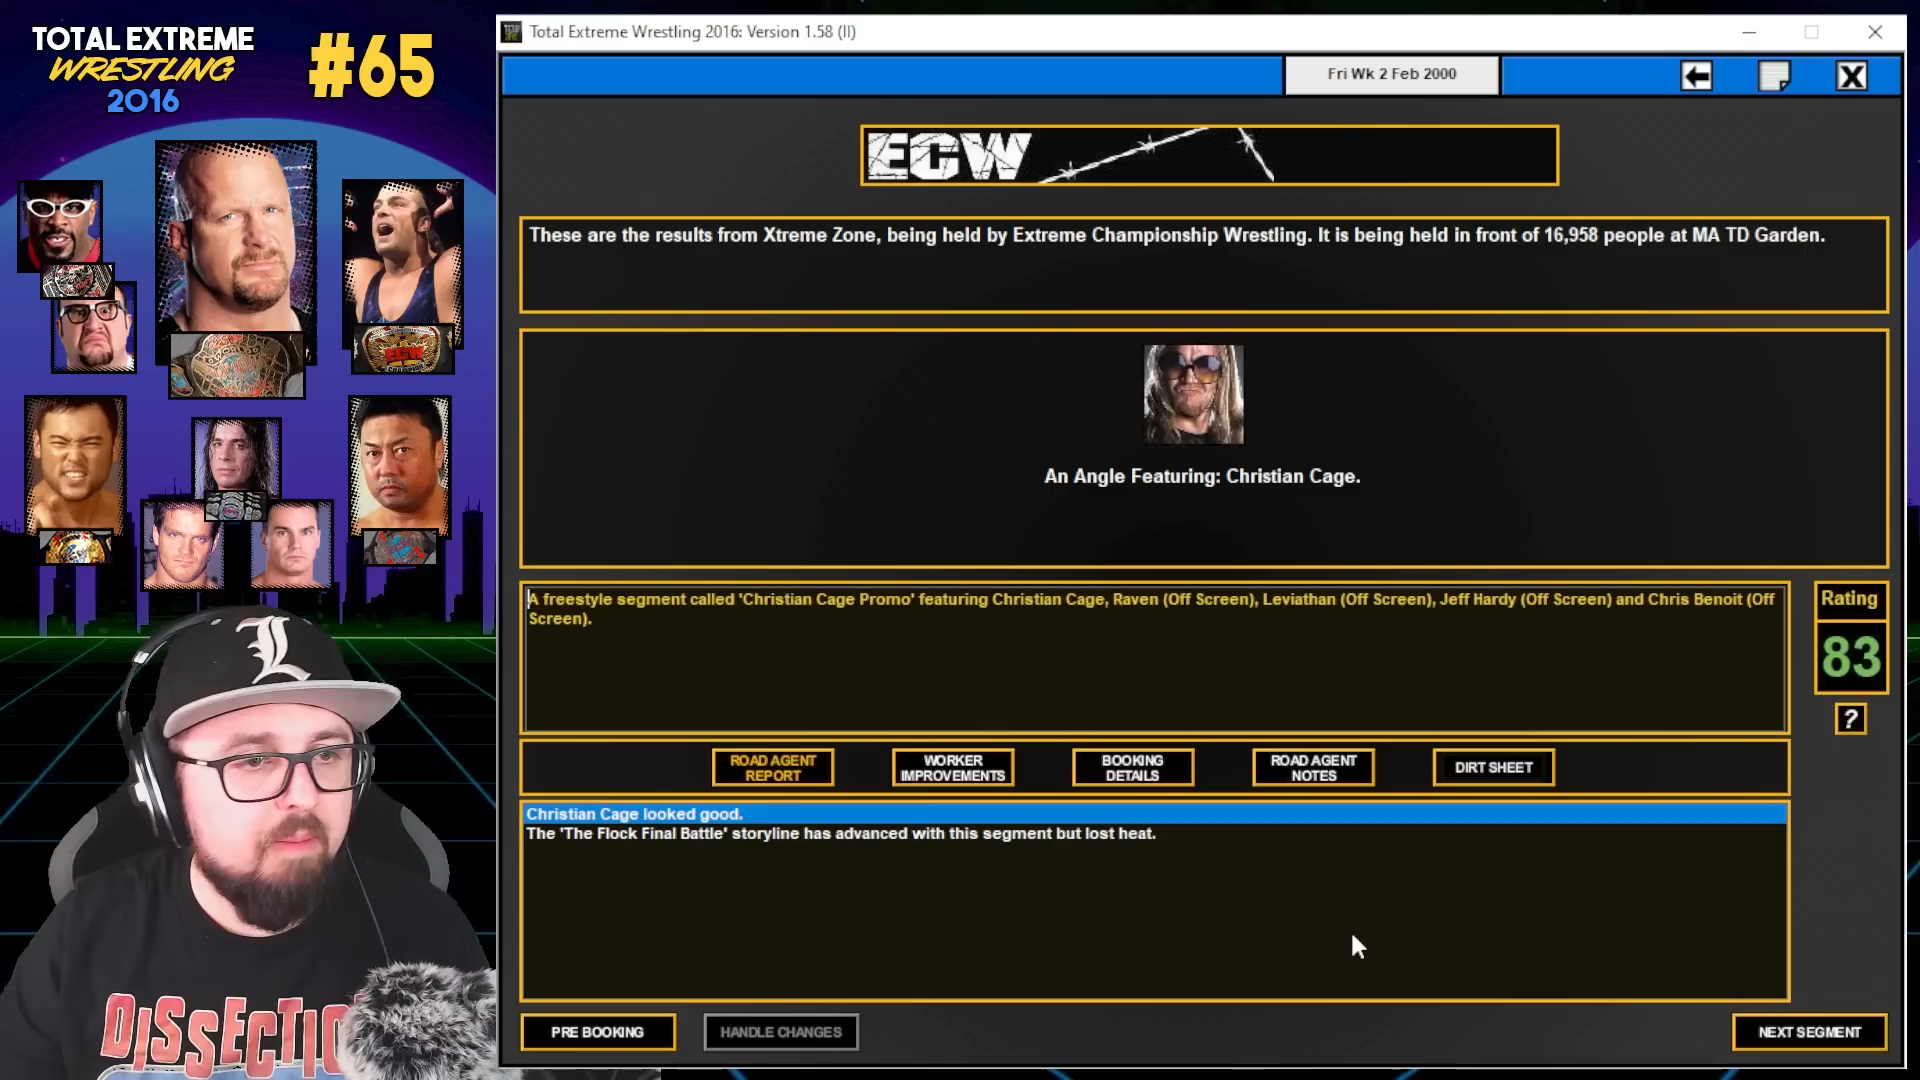 TOTAL EXTREME
WRESTLING
2016
#65
Total Extreme Wrestling 2016: Version 1.58 (II)
Fri Wk 2 Feb 2000
X
ECW
These are the results from Xtreme Zone, being held by Extreme Championship Wrestling. It is being held in front of 16,958 people at MA TD Garden.
An Angle Featuring: Christian Cage.
A freestyle segment called 'Christian Cage Promo' featuring Christian Cage, Raven (Off Screen), Leviathan (Off Screen), Jeff Hardy (Off Screen) and Chris Benoit (Off
Screen).
Rating
83
?
ROAD AGENT
REPORT
WORKER
IMPROVEMENTS
BOOKING
DETAILS
ROAD AGENT
NOTES
DIRT SHEET
Christian Cage looked good.
The 'The Flock Final Battle' storyline has advanced with this segment but lost heat.
PRE BOOKING
HANDLE CHANGES
NEXT SEGMENT
L